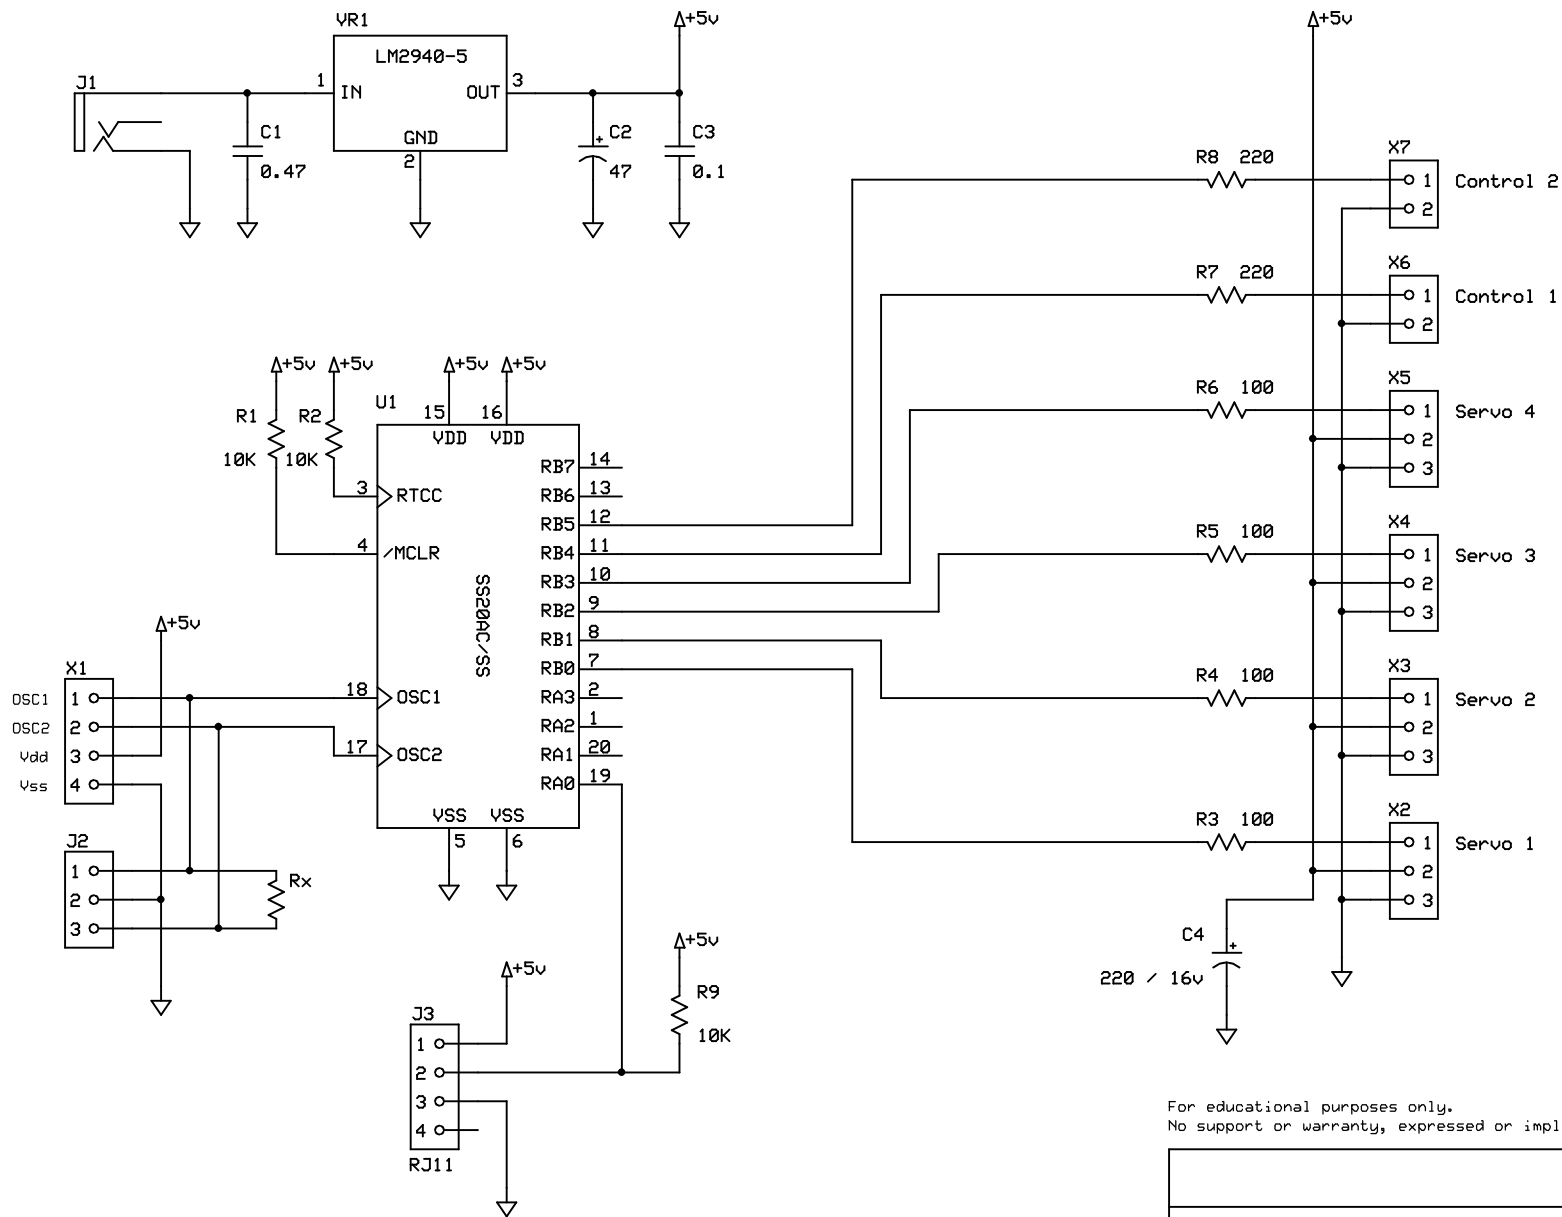 VR1
LM2940-5
+5v
+5v
J1
1 IN
OUT 3
GND
2
C1
0.47
C2
+
47
C3
0.1
R8 220
X7
1 Control 2
2
R7 220
X6
1 Control 1
2
R6 100
X5
1 Servo 4
2
3
R5 100
X4
1 Servo 3
2
3
R4 100
X3
1 Servo 2
2
3
R3 100
X2
1 Servo 1
2
3
C4
+
220 / 16v
+5v +5v +5v +5v
R1
10K
R2
10K
U1
15 16
VDD VDD
3 RTCC
4 /MCLR
SS20AC/SS
18 OSC1
17 OSC2
RB7 14
RB6 13
RB5 12
RB4 11
RB3 10
RB2 9
RB1 8
RB0 7
RA3 2
RA2 1
RA1 20
RA0 19
VSS VSS
5 6
+5v
X1
OSC1 1
OSC2 2
Vdd 3
Vss 4
J2
1
2
3
Rx
+5v
J3
1
2
3
4
RJ11
+5v
R9
10K
For educational purposes only.
No support or warranty, expressed or impl